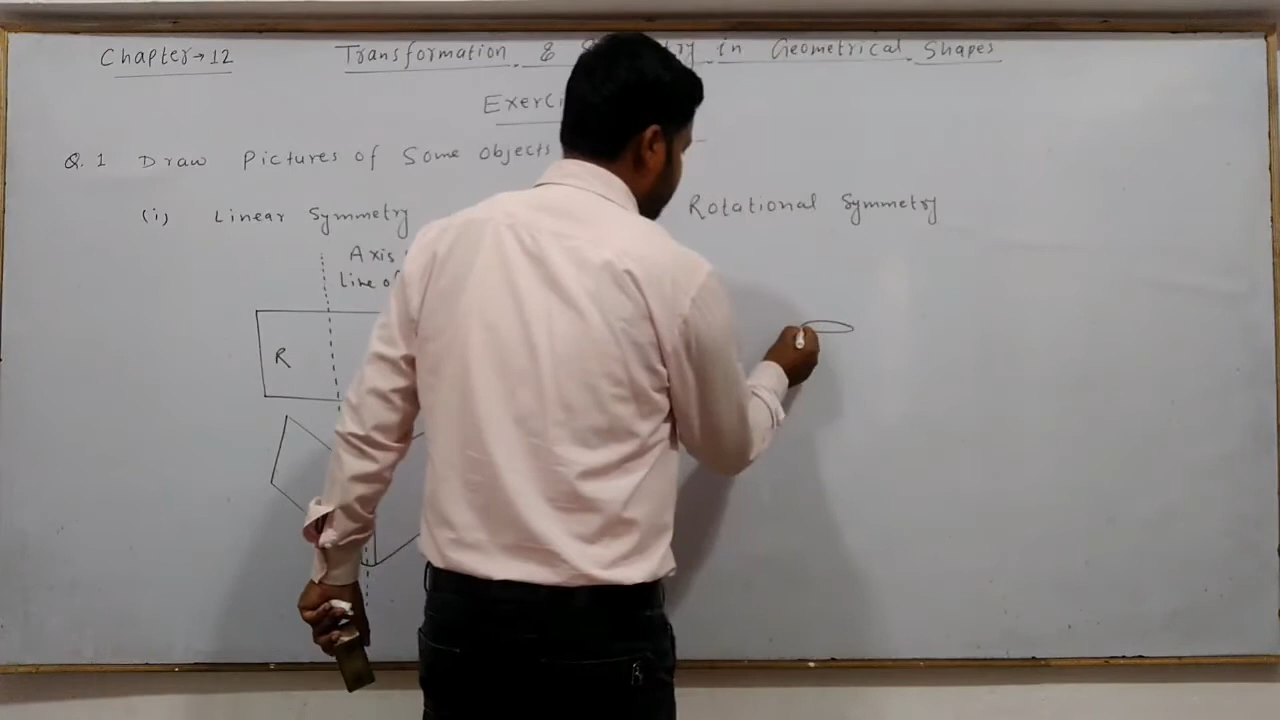 Chapter→12
Transformation & in Geometrical Shapes
Q.1 Draw Pictures of Some Objects
(i) Linear Symmetry
Rotational Symmetry
Axis
Line of
R